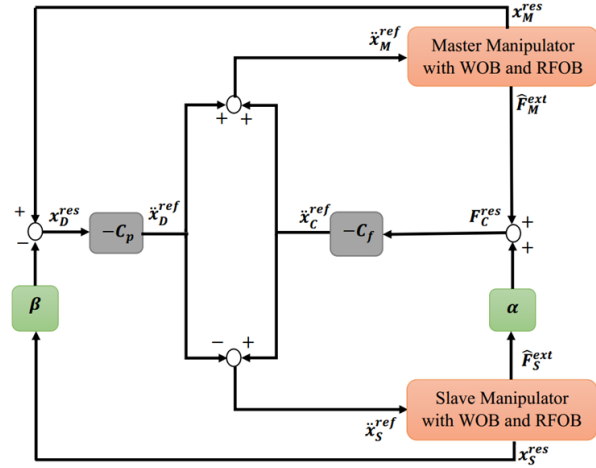 x_M^res
ẍ_M^ref
Master Manipulator
with WOB and RFOB
F̂_M^ext
+ +
+
x_D^res
−C_p
ẍ_D^ref
ẍ_C^ref
−C_f
F_C^res
+
−
+
β
− +
α
F̂_S^ext
Slave Manipulator
with WOB and RFOB
ẍ_S^ref
x_S^res